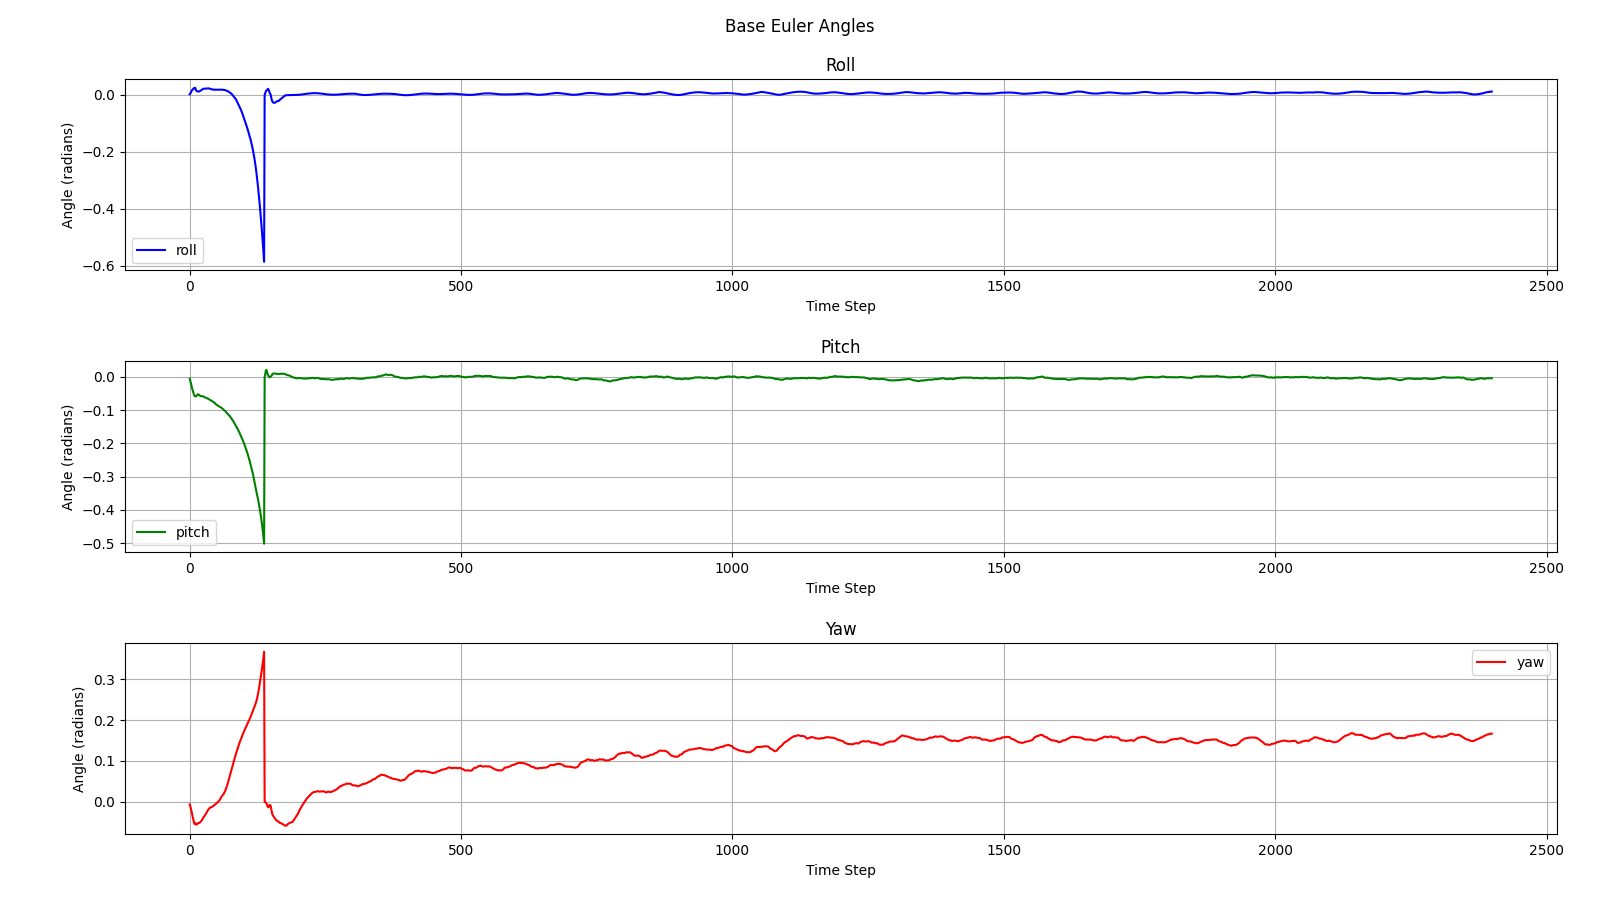 Base Euler Angles
Roll
0.0
−0.2
−0.4
−0.6
Angle (radians)
roll
0 500 1000 1500 2000 2500
Time Step
Pitch
0.0
−0.1
−0.2
−0.3
−0.4
−0.5
Angle (radians)
pitch
0 500 1000 1500 2000 2500
Time Step
Yaw
0.3
0.2
0.1
0.0
Angle (radians)
yaw
0 500 1000 1500 2000 2500
Time Step